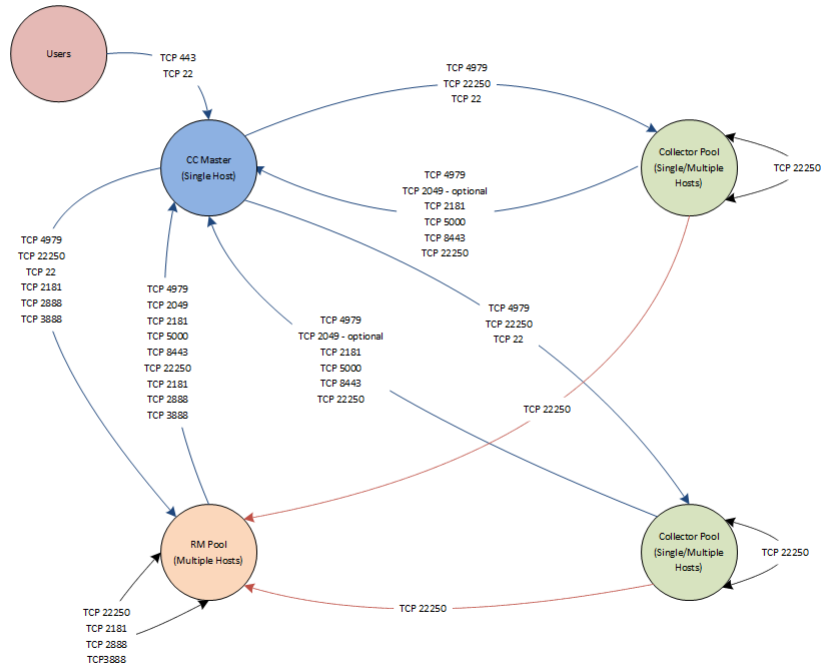 Users
TCP 443
TCP 22
TCP 4979
TCP 22250
TCP 22
CC Master
(Single Host)
Collector Pool
(Single/Multiple
Hosts)
TCP 22250
TCP 4979
TCP 2049 - optional
TCP 2181
TCP 5000
TCP 8443
TCP 22250
TCP 4979
TCP 22250
TCP 22
TCP 2181
TCP 2888
TCP 3888
TCP 4979
TCP 2049
TCP 2181
TCP 5000
TCP 8443
TCP 22250
TCP 2181
TCP 2888
TCP 3888
TCP 4979
TCP 2049 - optional
TCP 2181
TCP 5000
TCP 8443
TCP 22250
TCP 4979
TCP 22250
TCP 22
TCP 22250
RM Pool
(Multiple Hosts)
Collector Pool
(Single/Multiple
Hosts)
TCP 22250
TCP 22250
TCP 22250
TCP 2181
TCP 2888
TCP3888